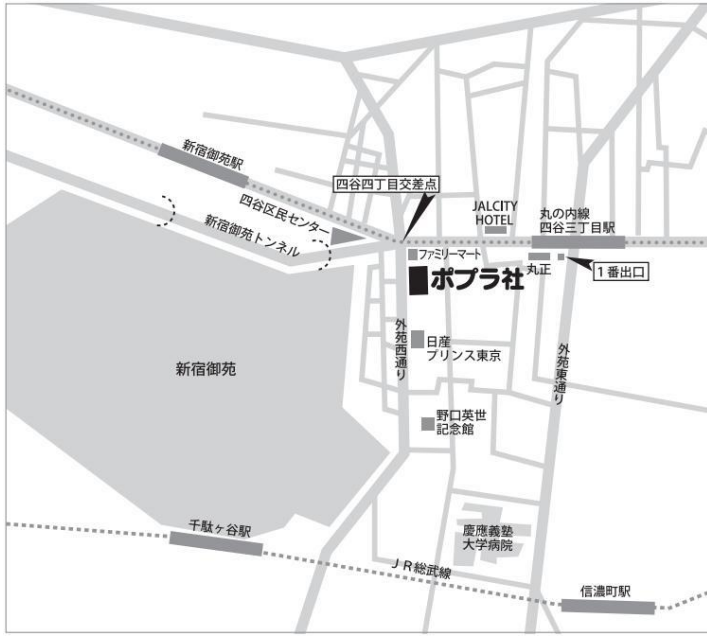 新宿御苑駅
四谷四丁目交差点
四谷区民センター
新宿御苑トンネル
JALCITY
HOTEL
丸の内線
四谷三丁目駅
ファミリーマート
丸正
1番出口
ポプラ社
外苑西通り
日産
プリンス東京
外苑東通り
新宿御苑
野口英世
記念館
慶應義塾
大学病院
千駄ヶ谷駅
JR総武線
信濃町駅